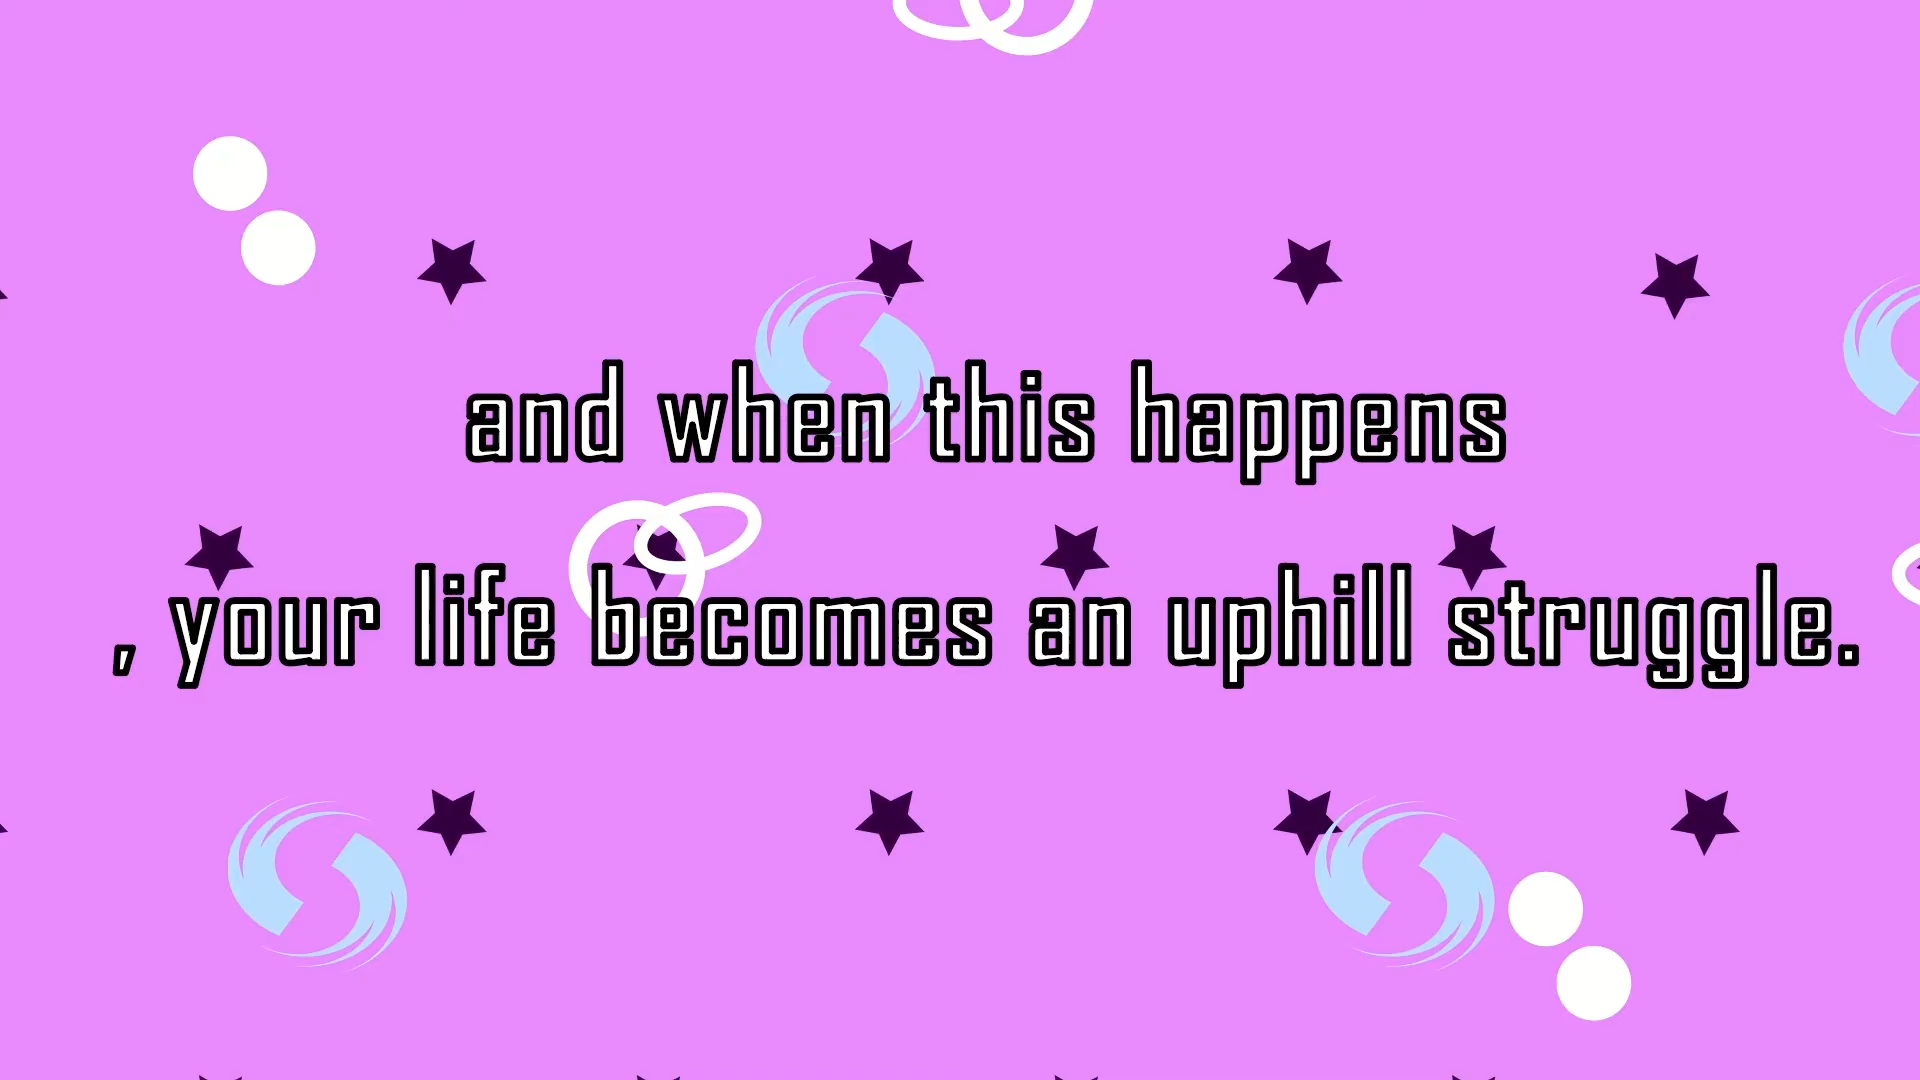 and when this happens
, your life becomes an uphill struggle.